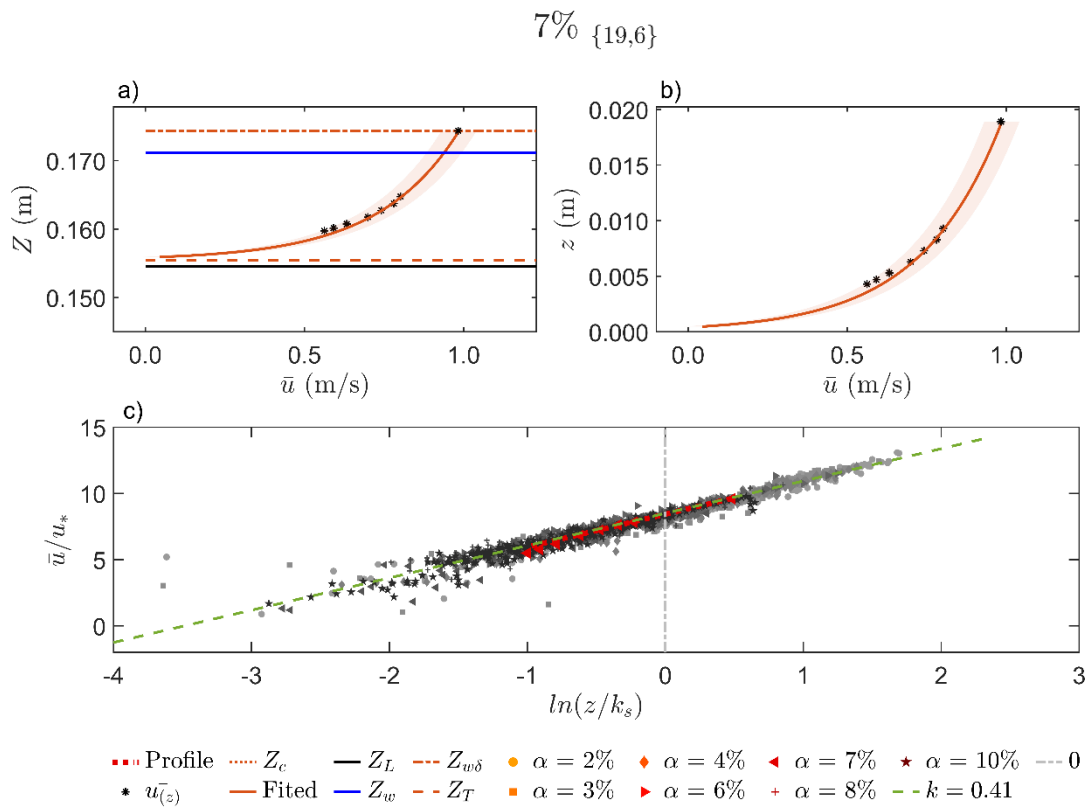 7% {19,6}
a)
b)
0.170
0.160
0.150
Z (m)
0.0 0.5 1.0
ū (m/s)
0.020
0.015
0.010
0.005
0.000
z (m)
0.0 0.5 1.0
ū (m/s)
c)
15
10
5
0
ū/u*
-4 -3 -2 -1 0 1 2 3
ln(z/ks)
Profile Zc ZL Zwδ α = 2% α = 4% α = 7% α = 10% 0
ū(z) Fited Zw ZT α = 3% α = 6% α = 8% k = 0.41